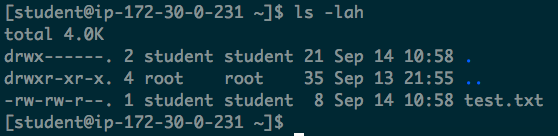 [student@ip-172-30-0-231 ~]$ ls -lah
total 4.0K
drwx------. 2 student student 21 Sep 14 10:58 .
drwxr-xr-x. 4 root    root    35 Sep 13 21:55 ..
-rw-rw-r--. 1 student student  8 Sep 14 10:58 test.txt
[student@ip-172-30-0-231 ~]$